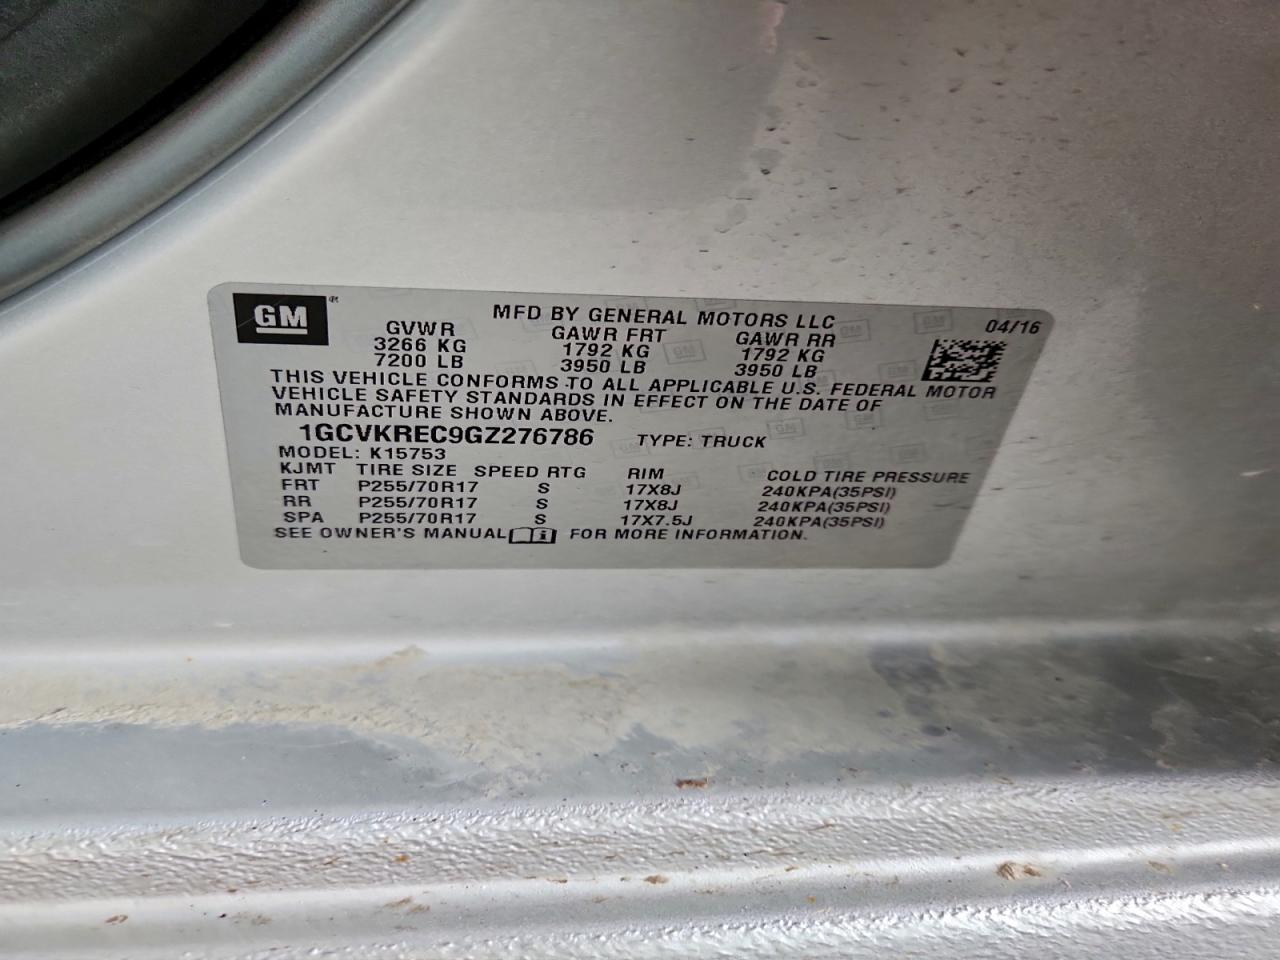 GM
MFD BY GENERAL MOTORS LLC 04/16
GVWR GAWR FRT GAWR RR
3266 KG 1792 KG 1792 KG
7200 LB 3950 LB 3950 LB
THIS VEHICLE CONFORMS TO ALL APPLICABLE U.S. FEDERAL MOTOR
VEHICLE SAFETY STANDARDS IN EFFECT ON THE DATE OF
MANUFACTURE SHOWN ABOVE.
1GCVKREC9GZ276786 TYPE: TRUCK
MODEL: K15753
KJMT TIRE SIZE SPEED RTG RIM COLD TIRE PRESSURE
FRT P255/70R17 S 17X8J 240KPA(35PSI)
RR P255/70R17 S 17X8J 240KPA(35PSI)
SPA P255/70R17 S 17X7.5J 240KPA(35PSI)
SEE OWNER'S MANUAL FOR MORE INFORMATION.